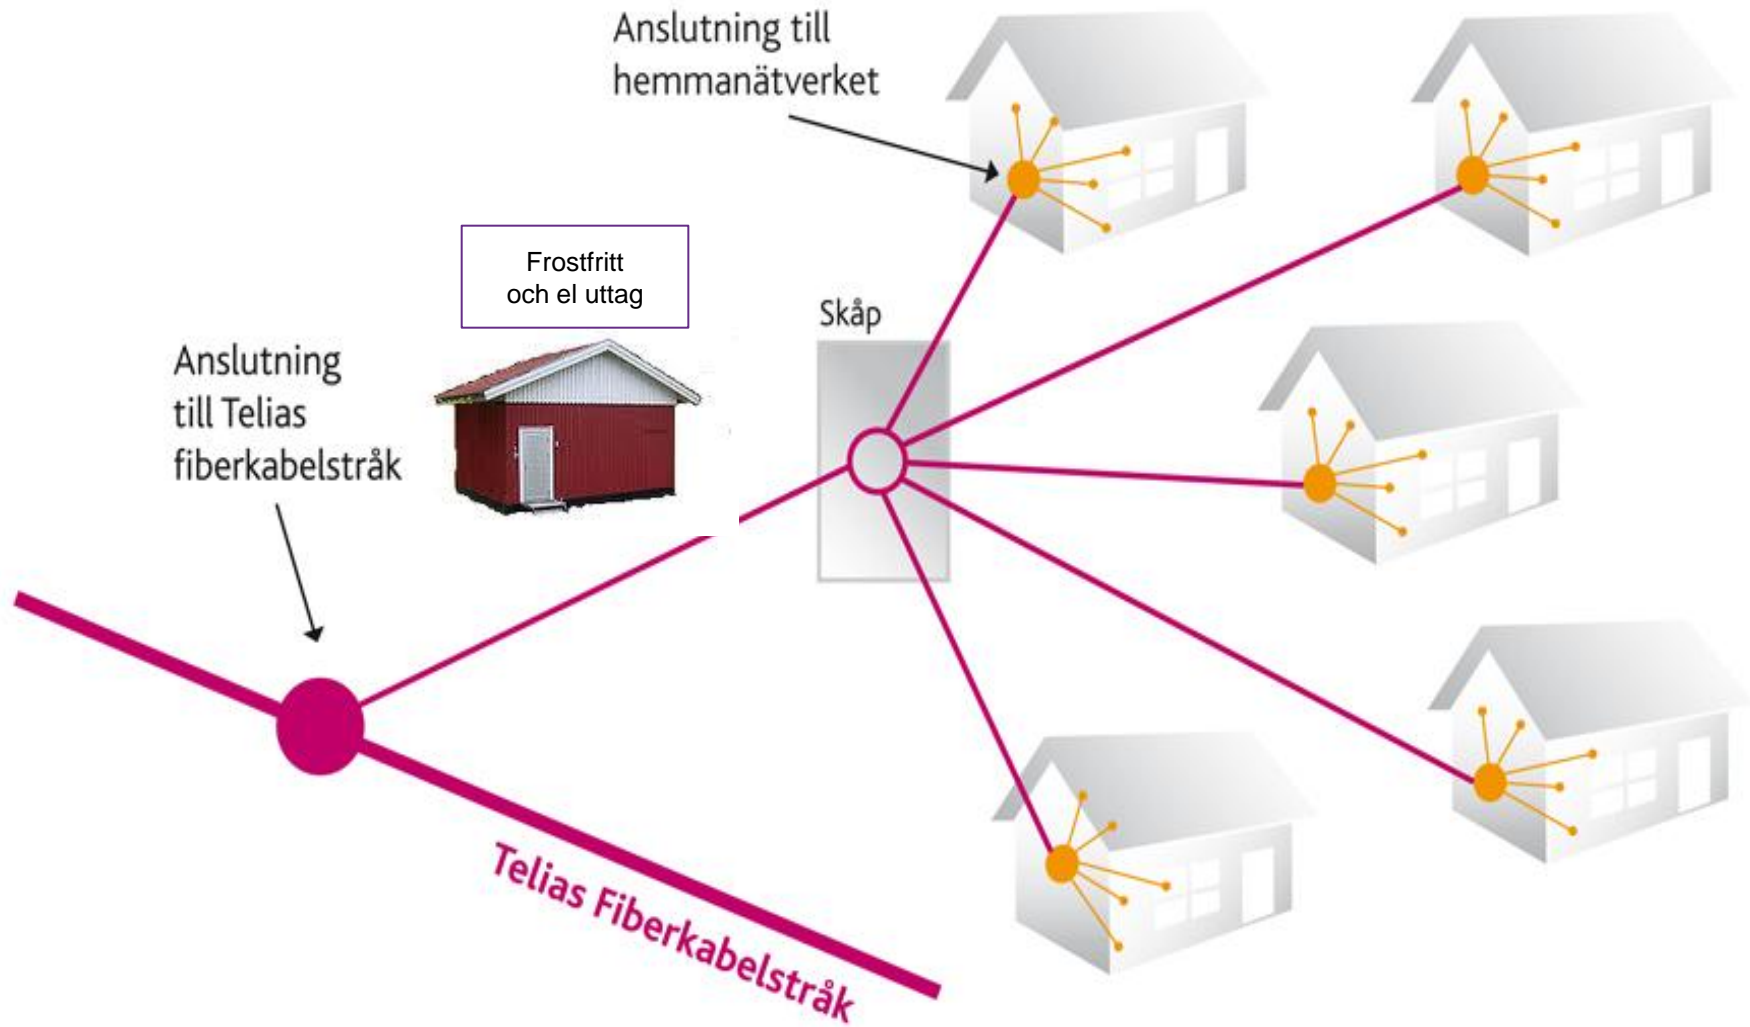 Anslutning till
hemmanätverket
Frostfritt
och el uttag
Skåp
Anslutning
till Telias
fiberkabelstråk
Telias Fiberkabelstråk